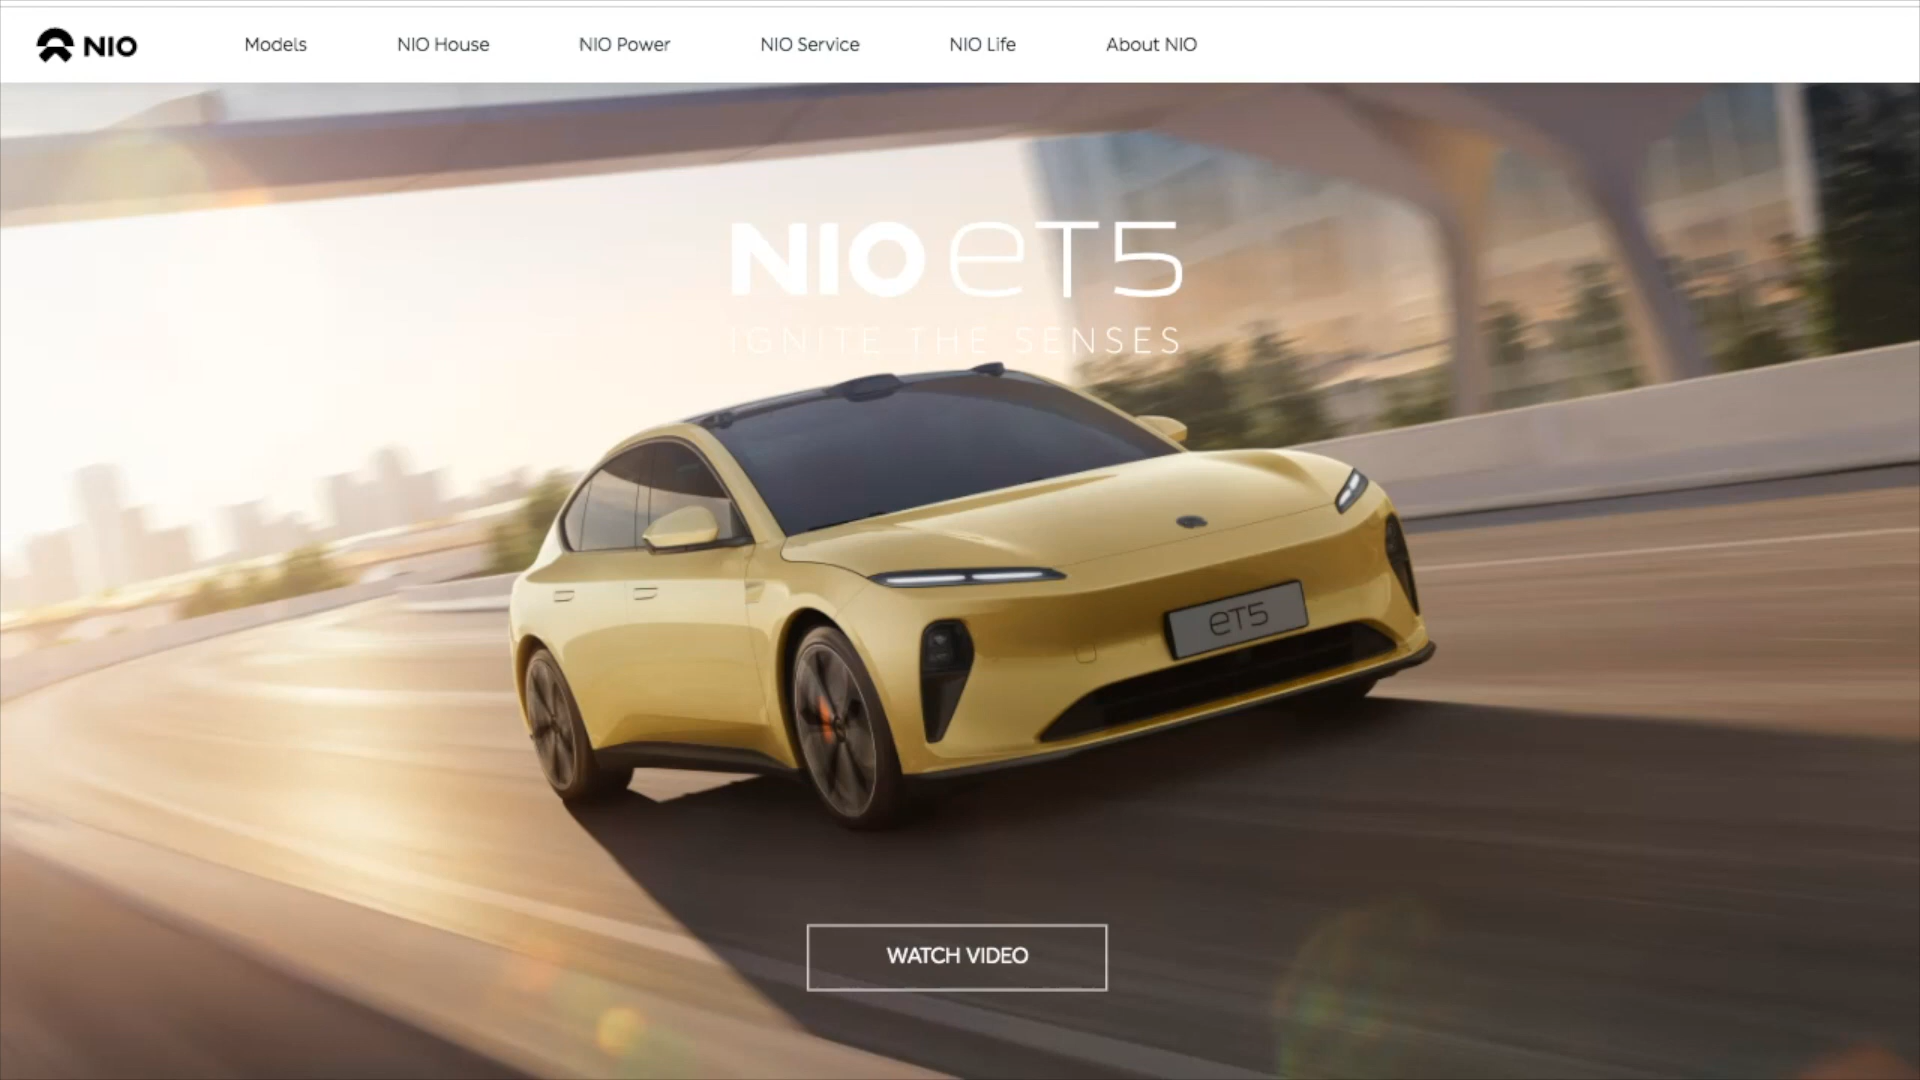 NIO
Models
NIO House
NIO Power
NIO Service
NIO Life
About NIO
NIO eT5
IGNITE THE SENSES
eT5
WATCH VIDEO